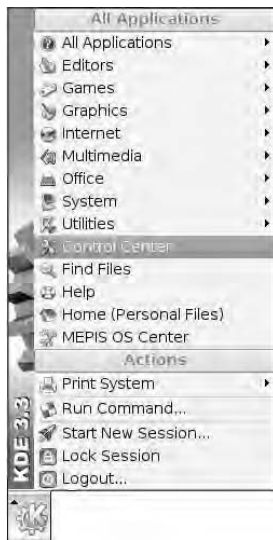 All Applications
All Applications
Editors
Games
Graphics
Internet
Multimedia
Office
System
Utilities
Control Center
Find Files
Help
Home (Personal Files)
MEPIS OS Center
Actions
Print System
Run Command...
Start New Session...
Lock Session
Logout...
KDE 3.3